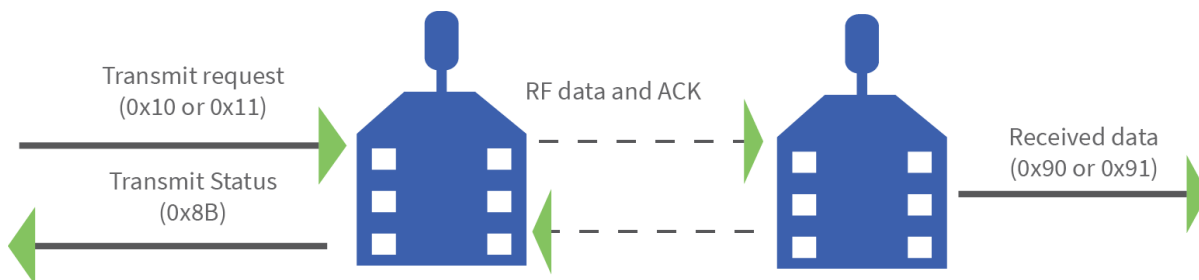 Transmit request
(0x10 or 0x11)
RF data and ACK
Received data
(0x90 or 0x91)
Transmit Status
(0x8B)